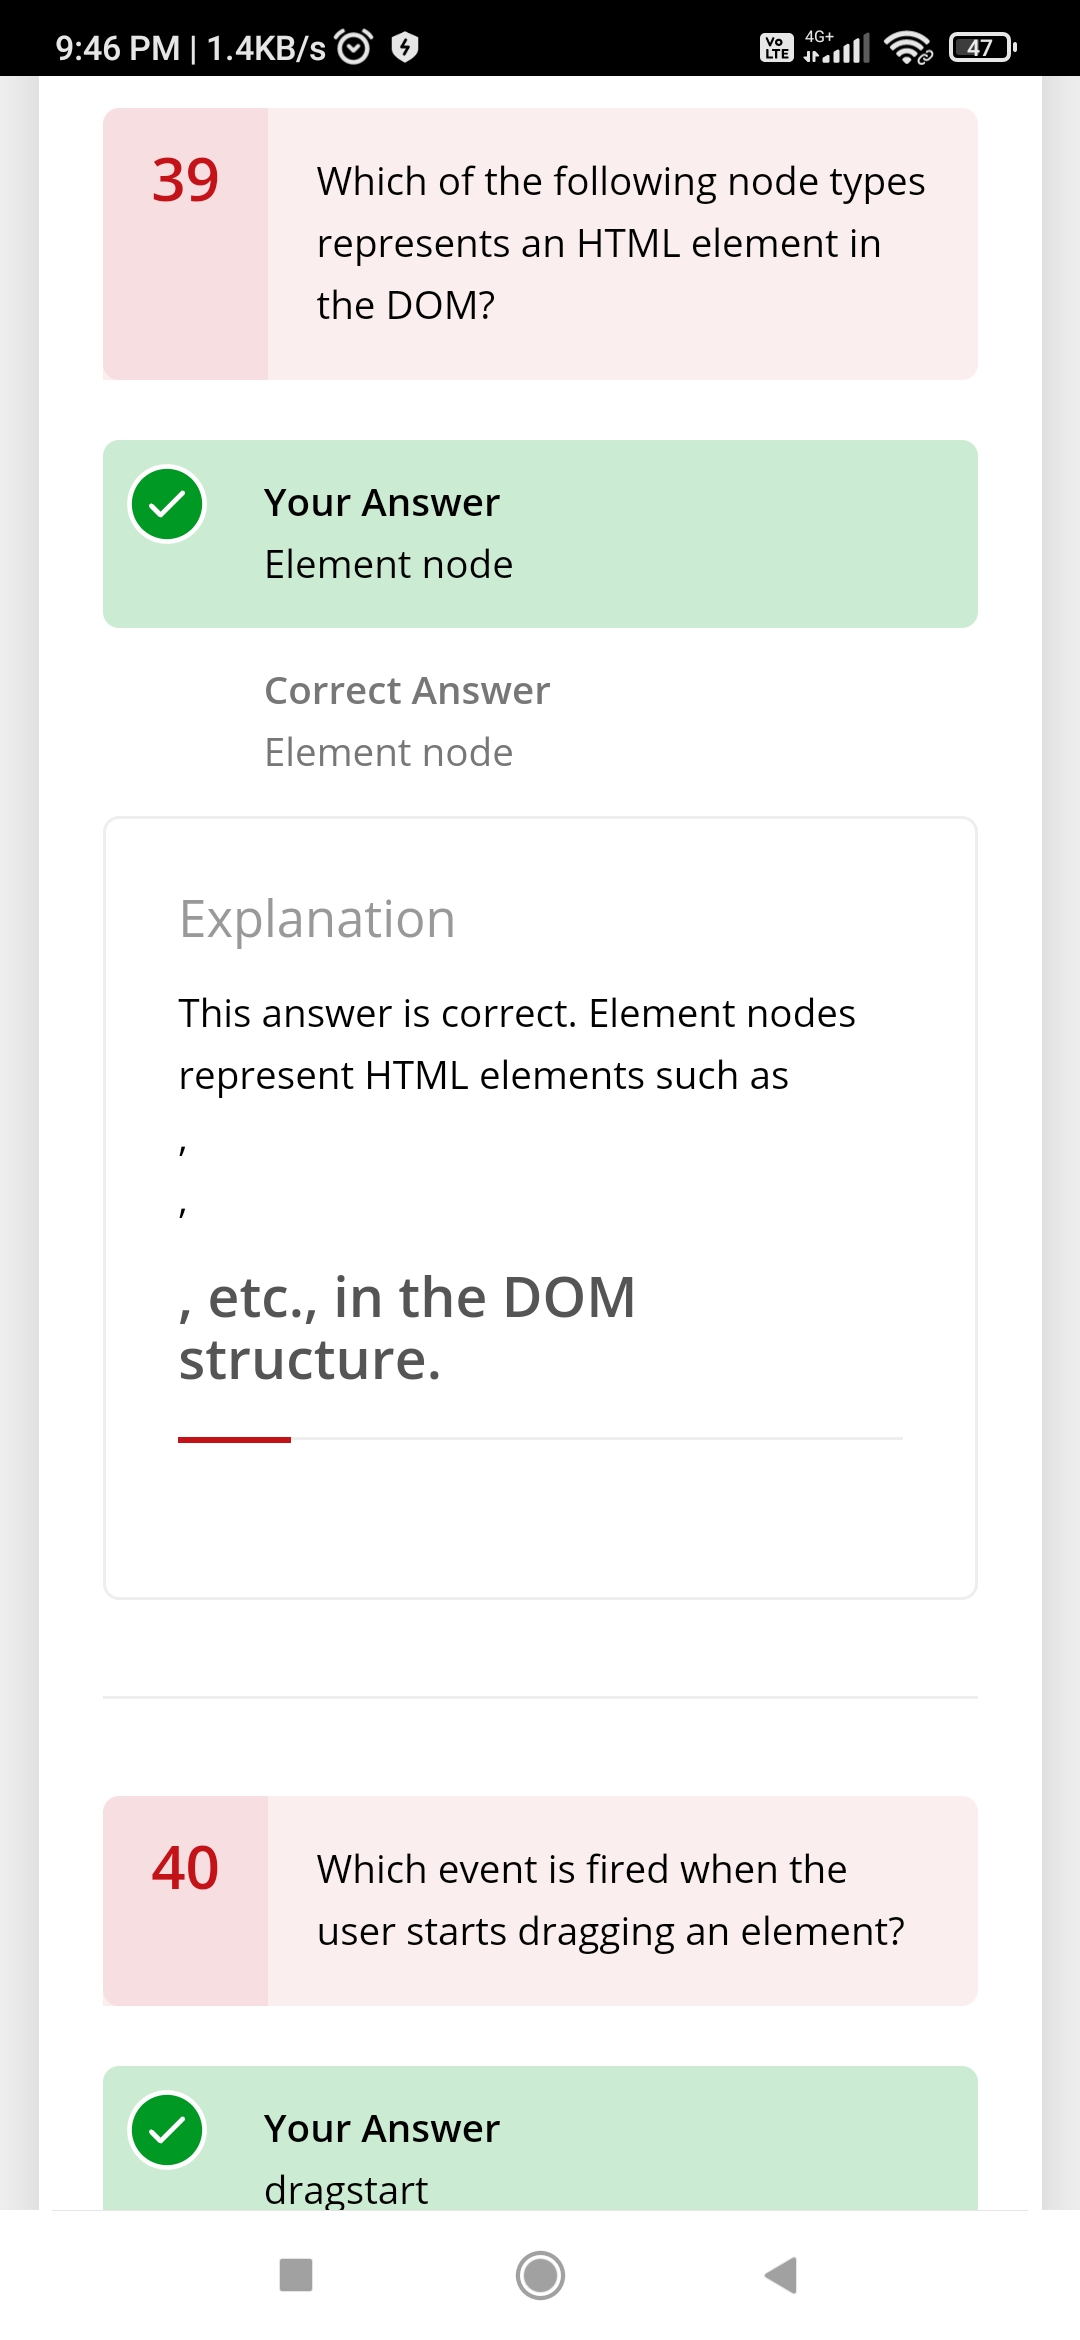 9:46 PM | 1.4KB/s
Vo LTE 4G+ 47
39
Which of the following node types
represents an HTML element in
the DOM?
Your Answer
Element node
Correct Answer
Element node
Explanation
This answer is correct. Element nodes
represent HTML elements such as
,
,
, etc., in the DOM
structure.
40
Which event is fired when the
user starts dragging an element?
Your Answer
dragstart